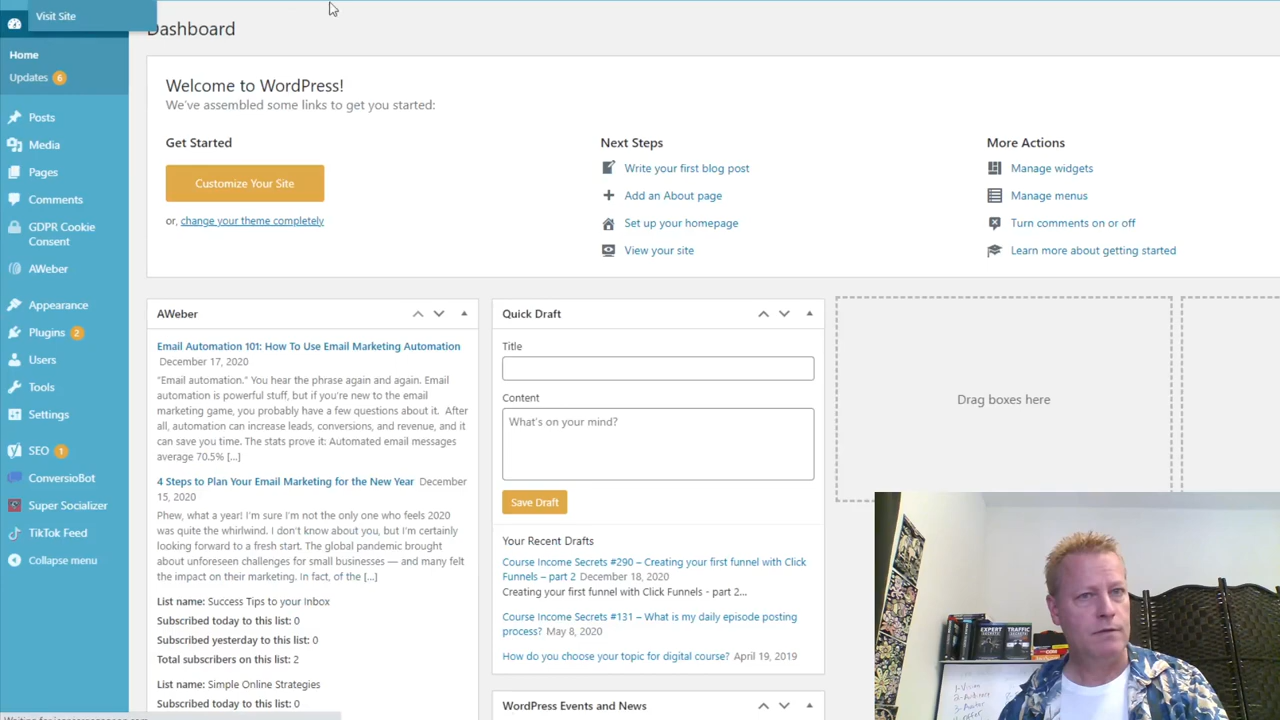 Visit Site
Dashboard
Home
Updates 6
Posts
Media
Pages
Comments
GDPR Cookie
Consent
AWeber
Appearance
Plugins 2
Users
Tools
Settings
SEO 1
ConversioBot
Super Socializer
TikTok Feed
Collapse menu
Welcome to WordPress!
We've assembled some links to get you started:
Get Started
Customize Your Site
or, change your theme completely
Next Steps
Write your first blog post
Add an About page
Set up your homepage
View your site
More Actions
Manage widgets
Manage menus
Turn comments on or off
Learn more about getting started
AWeber
Email Automation 101: How To Use Email Marketing Automation
December 17, 2020
"Email automation." You hear the phrase again and again. Email
automation is powerful stuff, but if you're new to the email
marketing game, you probably have a few questions about it. After
all, automation can increase leads, conversions, and revenue, and it
can save you time. The stats prove it: Automated email messages
average 70.5% [...]
4 Steps to Plan Your Email Marketing for the New Year December
15, 2020
Phew, what a year! I'm sure I'm not the only one who feels 2020
was quite the whirlwind. I don't know about you, but I'm certainly
looking forward to a fresh start. The global pandemic brought
about unforeseen challenges for small businesses — and many felt
the impact on their marketing. In fact, of the [...]
List name: Success Tips to your Inbox
Subscribed today to this list: 0
Subscribed yesterday to this list: 0
Total subscribers on this list: 2
List name: Simple Online Strategies
Subscribed today to this list: 0
Quick Draft
Title
Content
What's on your mind?
Save Draft
Your Recent Drafts
Course Income Secrets #290 – Creating your first funnel with Click
Funnels – part 2 December 18, 2020
Creating your first funnel with Click Funnels - part 2...
Course Income Secrets #131 – What is my daily episode posting
process? May 8, 2020
How do you choose your topic for digital course? April 19, 2019
WordPress Events and News
Drag boxes here
EXPERT
SECRETS
TRAFFIC
SECRETS